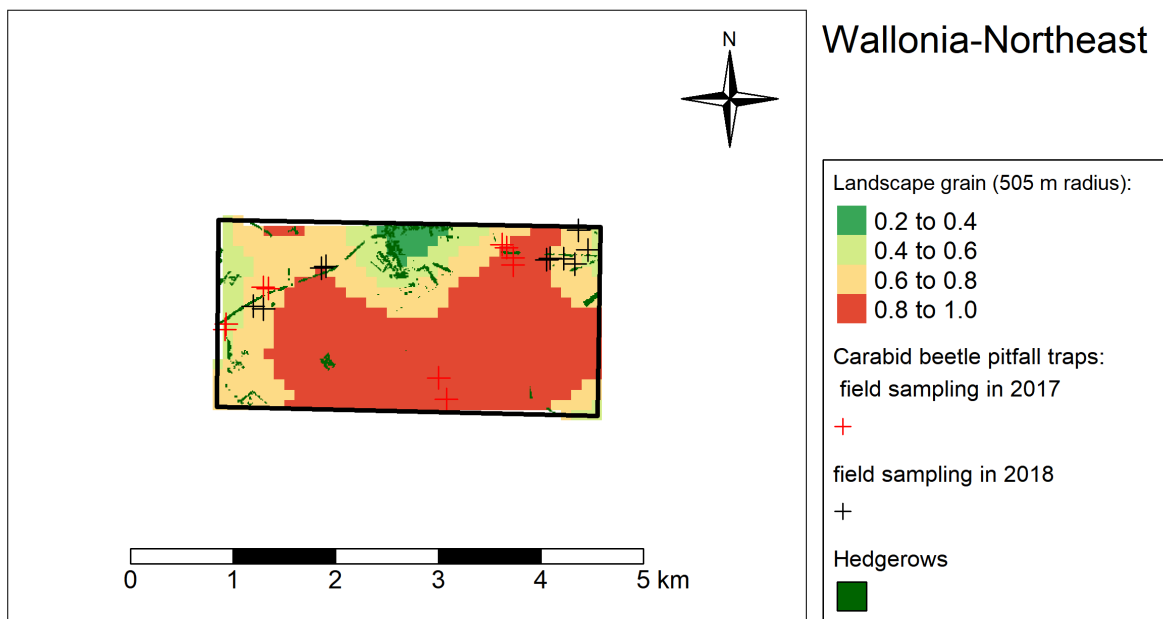 Wallonia-Northeast
N
Landscape grain (505 m radius):
0.2 to 0.4
0.4 to 0.6
0.6 to 0.8
0.8 to 1.0
Carabid beetle pitfall traps:
field sampling in 2017
field sampling in 2018
Hedgerows
0 1 2 3 4 5 km